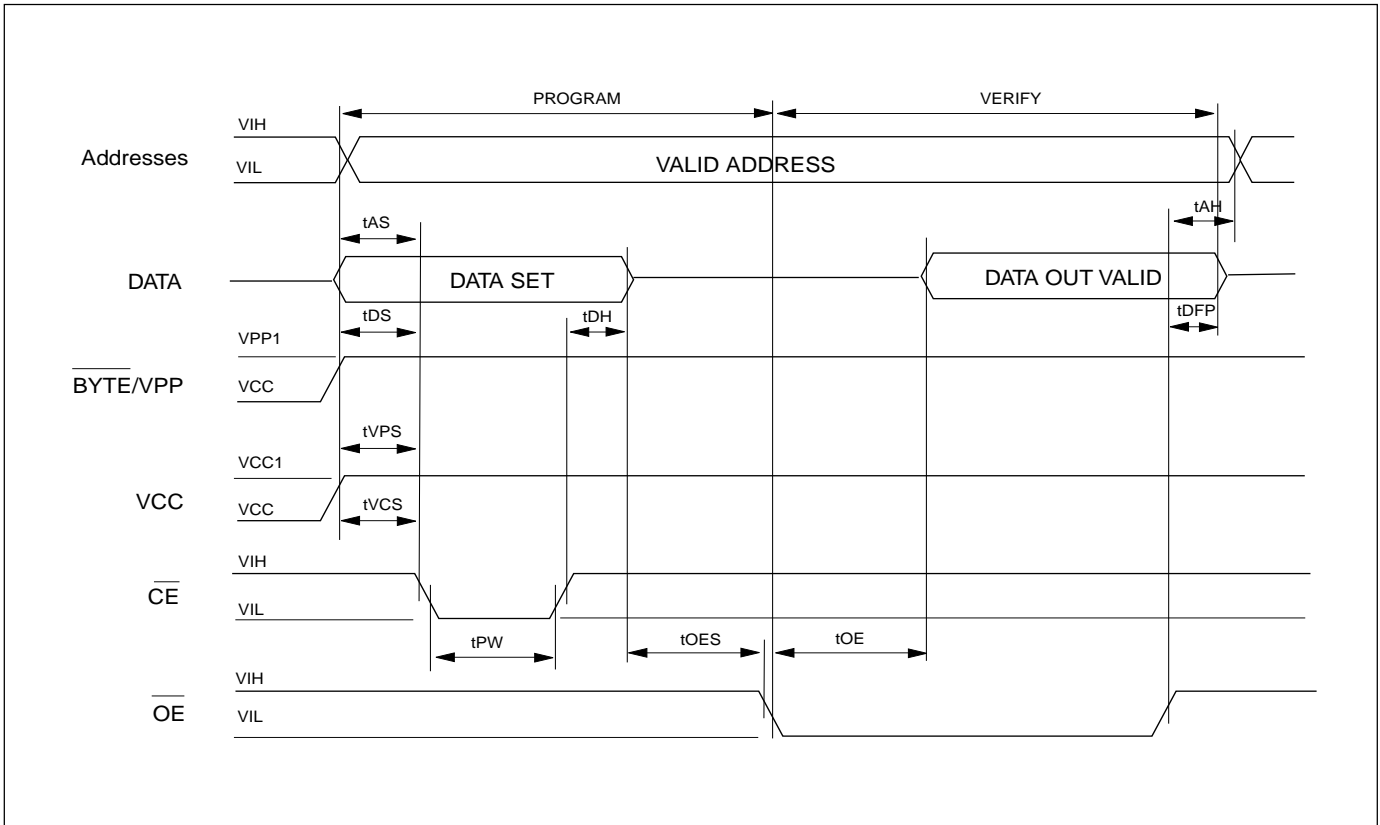 PROGRAM VERIFY
VIH
Addresses
VIL
VALID ADDRESS
tAH
tAS
DATA
DATA SET
DATA OUT VALID
tDS
tDH
tDFP
VPP1
BYTE/VPP
VCC
tVPS
VCC1
VCC
VCC
tVCS
VIH
CE
VIL
tPW
tOES
tOE
VIH
OE
VIL